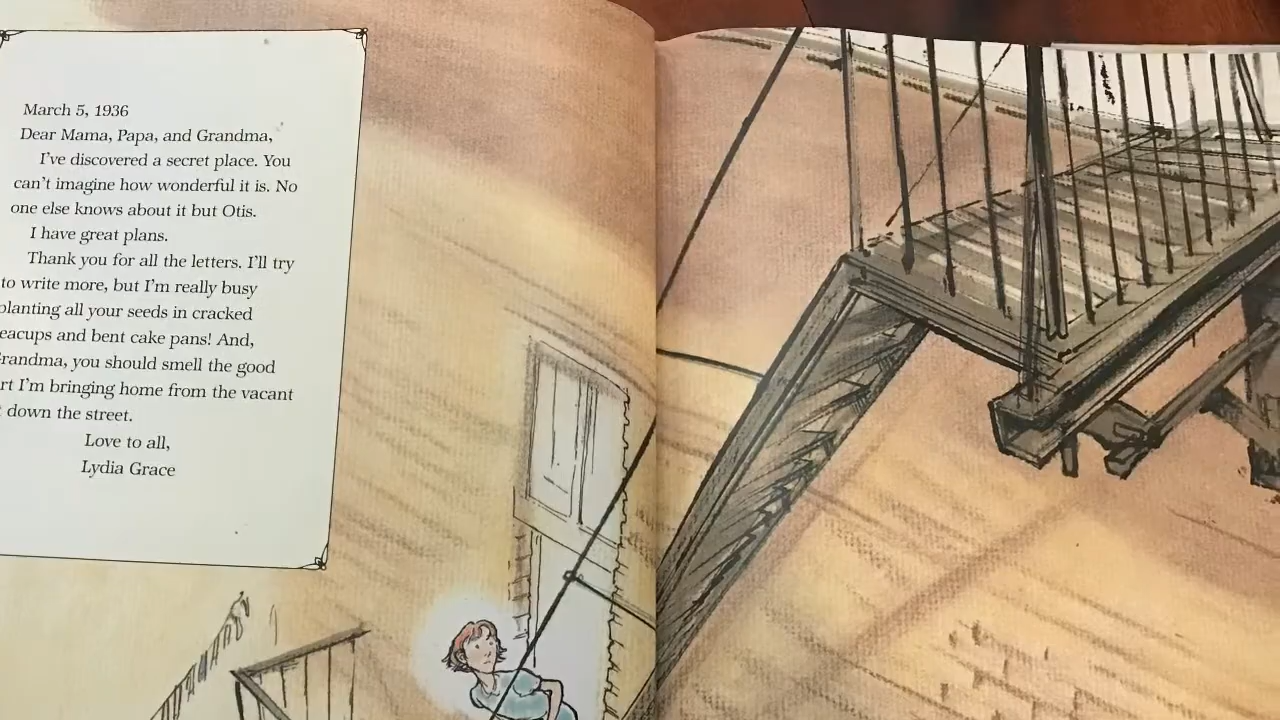 March 5, 1936
Dear Mama, Papa, and Grandma,
I've discovered a secret place. You
can't imagine how wonderful it is. No
one else knows about it but Otis.
I have great plans.
Thank you for all the letters. I'll try
to write more, but I'm really busy
planting all your seeds in cracked
eacups and bent cake pans! And,
Grandma, you should smell the good
rt I'm bringing home from the vacant
t down the street.
Love to all,
Lydia Grace